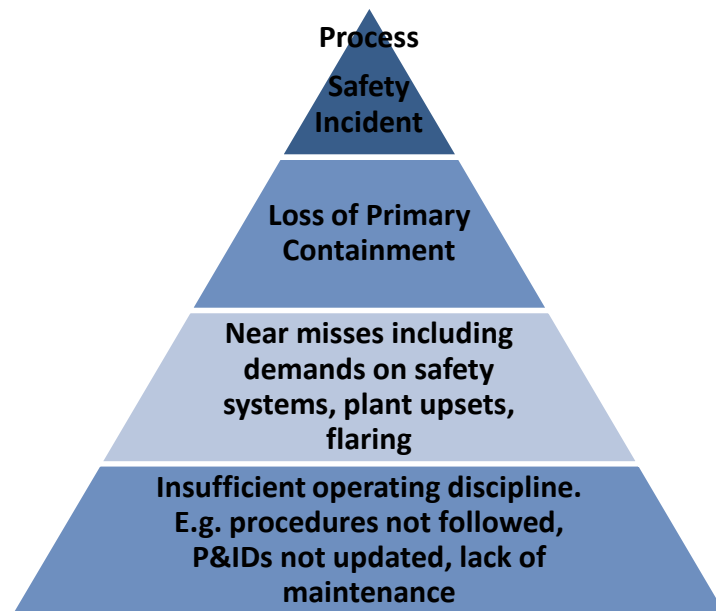 Process
Safety
Incident
Loss of Primary
Containment
Near misses including
demands on safety
systems, plant upsets,
flaring
Insufficient operating discipline.
E.g. procedures not followed,
P&IDs not updated, lack of
maintenance